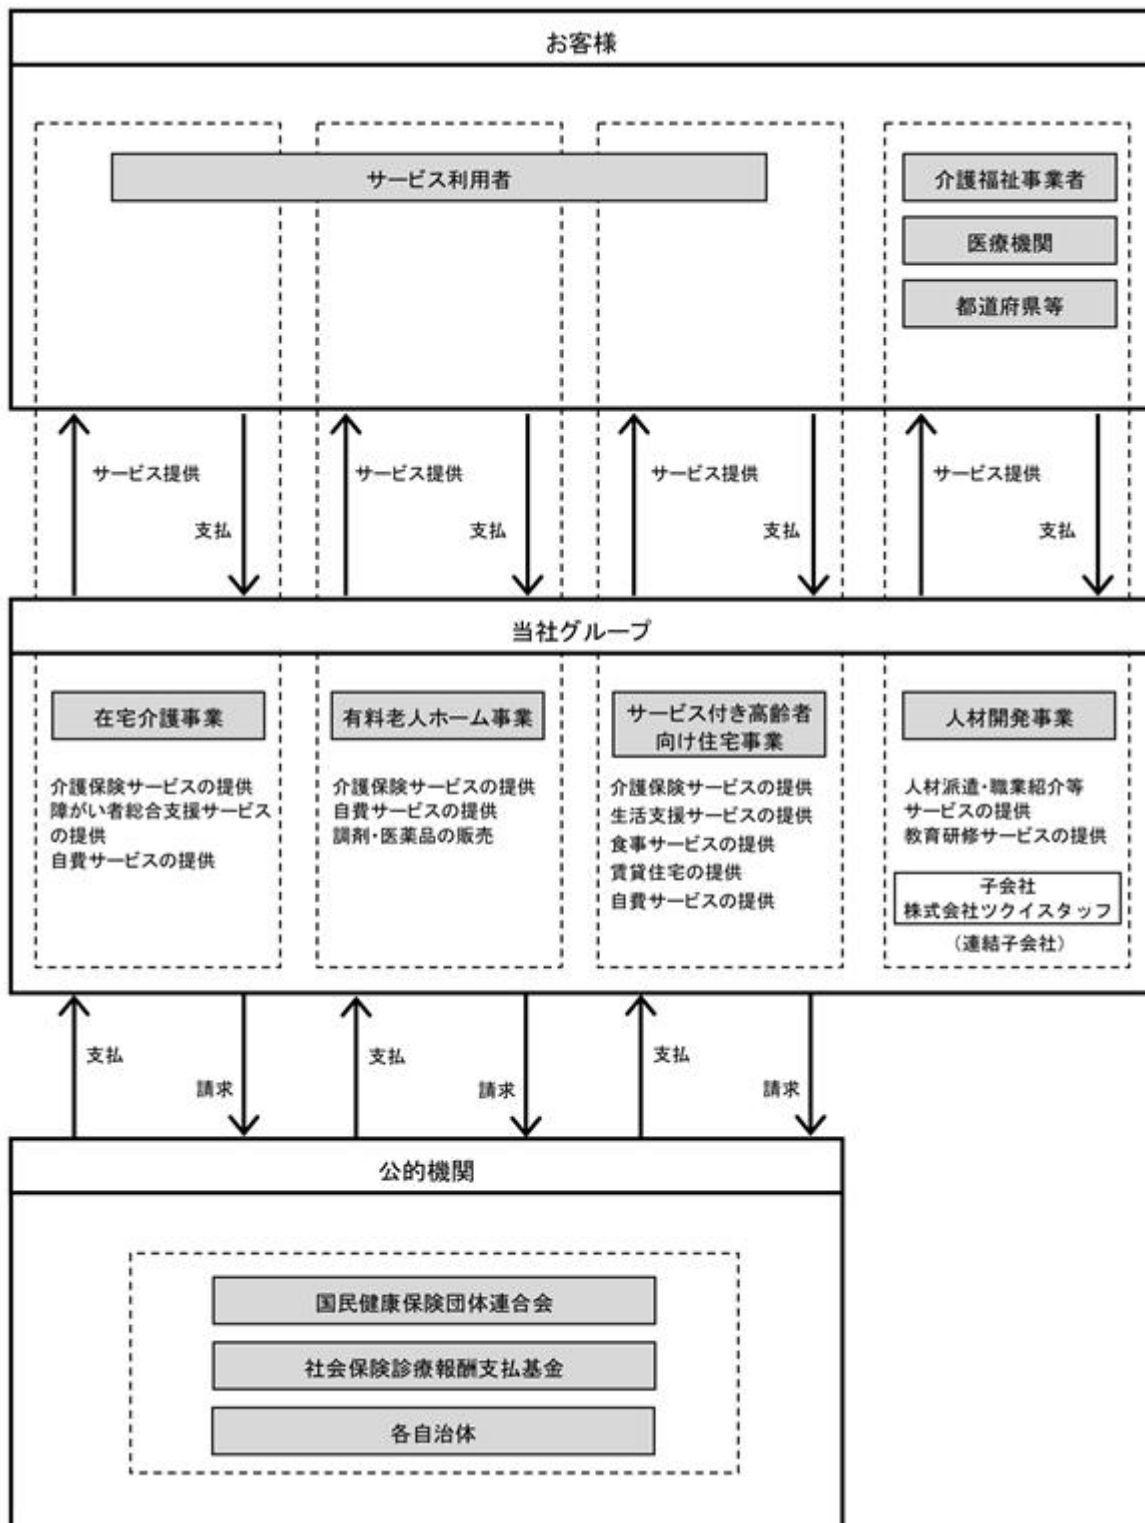 お客様
サービス利用者
介護福祉事業者
医療機関
都道府県等
サービス提供
支払
サービス提供
支払
サービス提供
支払
サービス提供
支払
当社グループ
在宅介護事業
介護保険サービスの提供
障がい者総合支援サービス
の提供
自費サービスの提供
有料老人ホーム事業
介護保険サービスの提供
自費サービスの提供
調剤・医薬品の販売
サービス付き高齢者
向け住宅事業
介護保険サービスの提供
生活支援サービスの提供
食事サービスの提供
賃貸住宅の提供
自費サービスの提供
人材開発事業
人材派遣・職業紹介等
サービスの提供
教育研修サービスの提供
子会社
株式会社ツクイスタッフ
（連結子会社）
支払
請求
支払
請求
支払
請求
公的機関
国民健康保険団体連合会
社会保険診療報酬支払基金
各自治体